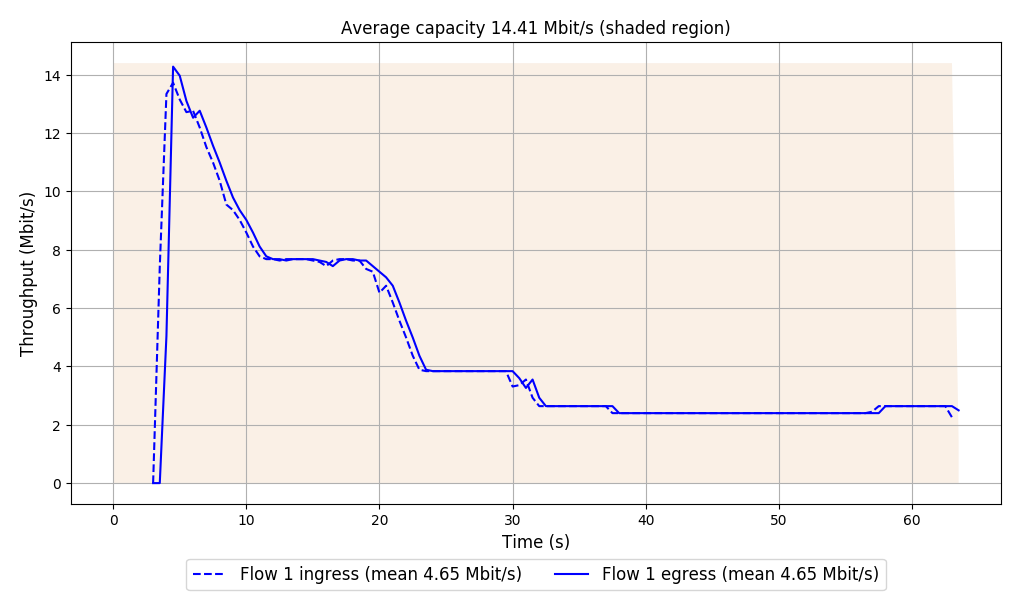 Average capacity 14.41 Mbit/s (shaded region)
Throughput (Mbit/s)
14
12
10
8
6
4
2
0
0 10 20 30 40 50 60
Time (s)
Flow 1 ingress (mean 4.65 Mbit/s) Flow 1 egress (mean 4.65 Mbit/s)